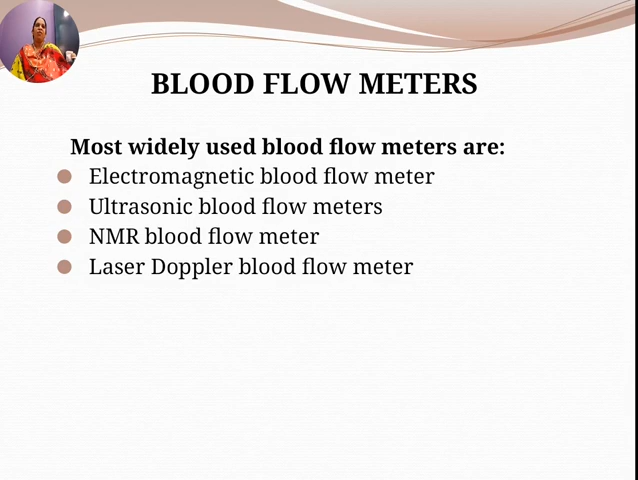 BLOOD FLOW METERS
Most widely used blood flow meters are:
Electromagnetic blood flow meter
Ultrasonic blood flow meters
NMR blood flow meter
Laser Doppler blood flow meter